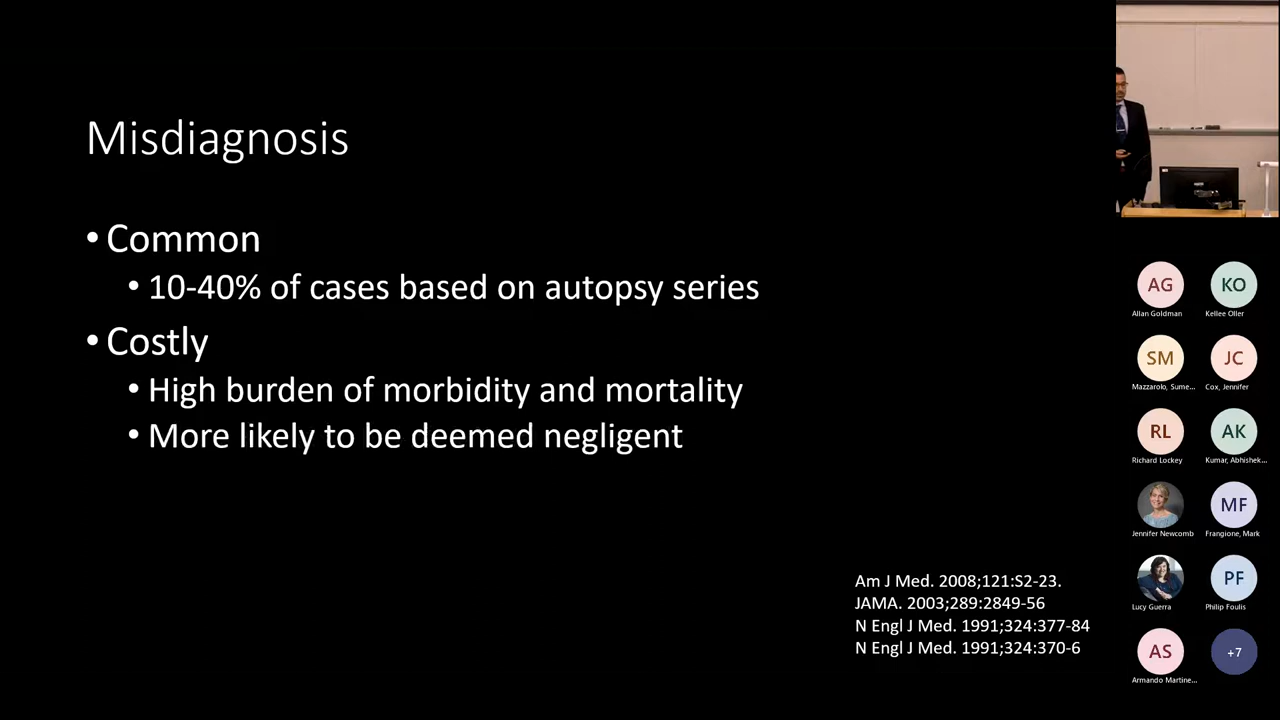 Misdiagnosis
• Common
• 10-40% of cases based on autopsy series
• Costly
• High burden of morbidity and mortality
• More likely to be deemed negligent
Am J Med. 2008;121:S2-23.
JAMA. 2003;289:2849-56
N Engl J Med. 1991;324:377-84
N Engl J Med. 1991;324:370-6
AG
Allan Goldman
KO
Kellee Oller
SM
Mazzarolo, Sume...
JC
Cox, Jennifer
RL
Richard Lockey
AK
Kumar, Abhishek...
Jennifer Newcomb
MF
Frangione, Mark
Lucy Guerra
PF
Philip Foulis
AS
Armando Martine...
+7